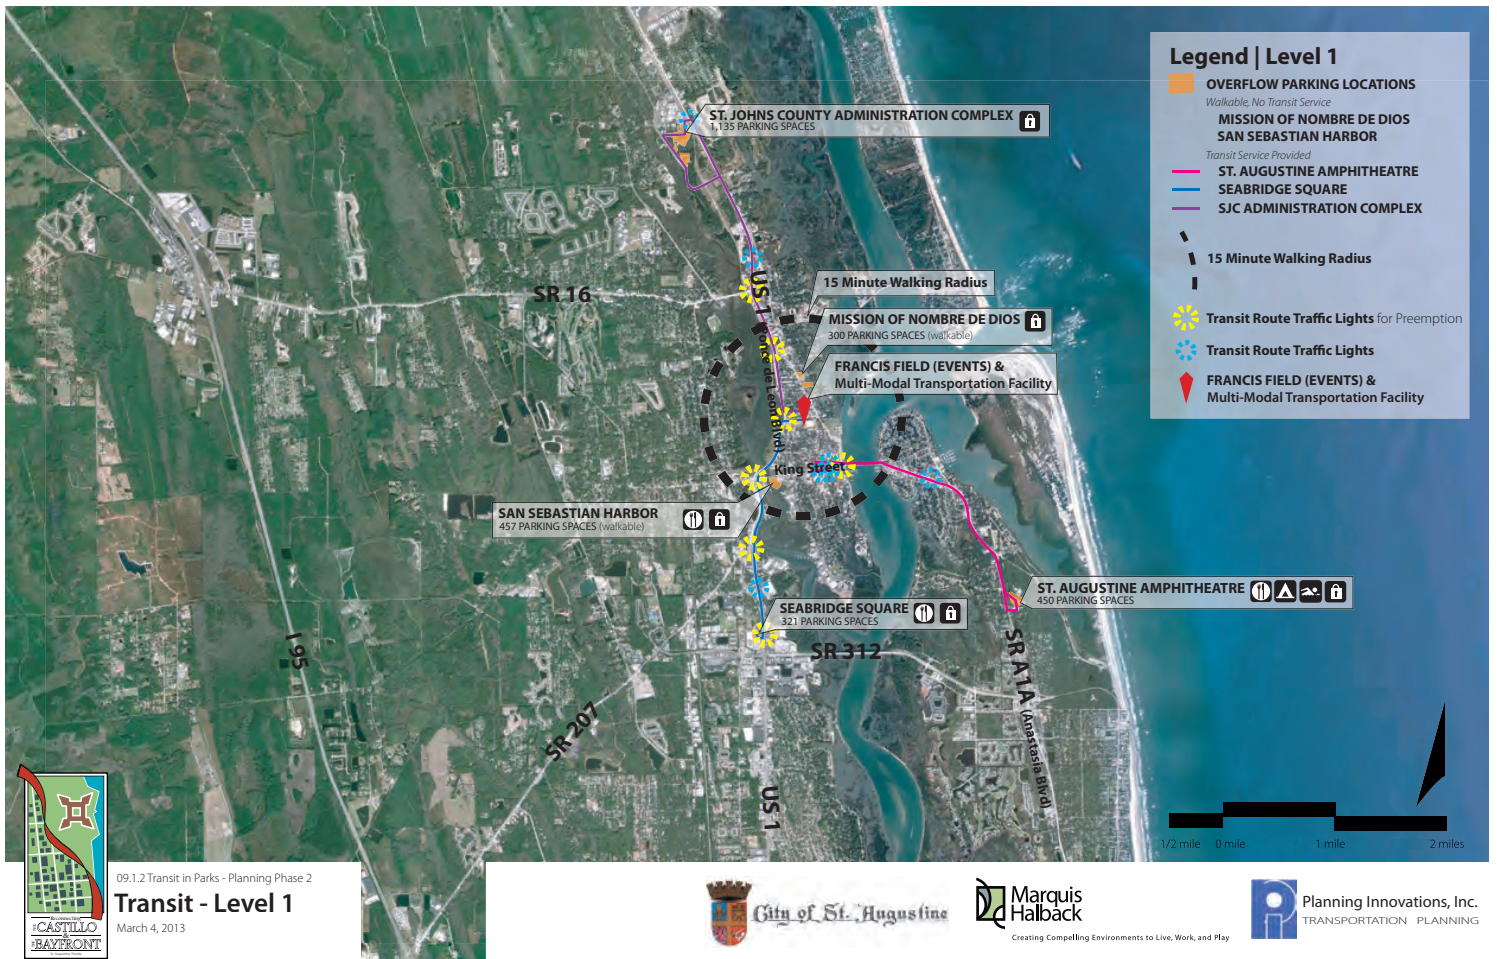 Legend | Level 1
OVERFLOW PARKING LOCATIONS
Walkable, No Transit Service
MISSION OF NOMBRE DE DIOS
SAN SEBASTIAN HARBOR
Transit Service Provided
ST. AUGUSTINE AMPHITHEATRE
SEABRIDGE SQUARE
SJC ADMINISTRATION COMPLEX
15 Minute Walking Radius
Transit Route Traffic Lights for Preemption
Transit Route Traffic Lights
FRANCIS FIELD (EVENTS) &
Multi-Modal Transportation Facility
ST. JOHNS COUNTY ADMINISTRATION COMPLEX
1,135 PARKING SPACES
15 Minute Walking Radius
MISSION OF NOMBRE DE DIOS
300 PARKING SPACES (walkable)
FRANCIS FIELD (EVENTS) &
Multi-Modal Transportation Facility
SR 16
US 1 (Ponce de Leon Blvd)
King Street
SAN SEBASTIAN HARBOR
457 PARKING SPACES (walkable)
ST. AUGUSTINE AMPHITHEATRE
450 PARKING SPACES
SEABRIDGE SQUARE
321 PARKING SPACES
SR 312
I 95
SR 207
SR A1A (Anastasia Blvd)
US 1
1/2 mile 0 mile 1 mile 2 miles
09.1.2 Transit in Parks - Planning Phase 2
Transit - Level 1
March 4, 2013
Reconnecting
THE CASTILLO
&
THE BAYFRONT
St. Augustine, Florida
City of St. Augustine
Marquis
Halback
Creating Compelling Environments to Live, Work, and Play
Planning Innovations, Inc.
TRANSPORTATION PLANNING